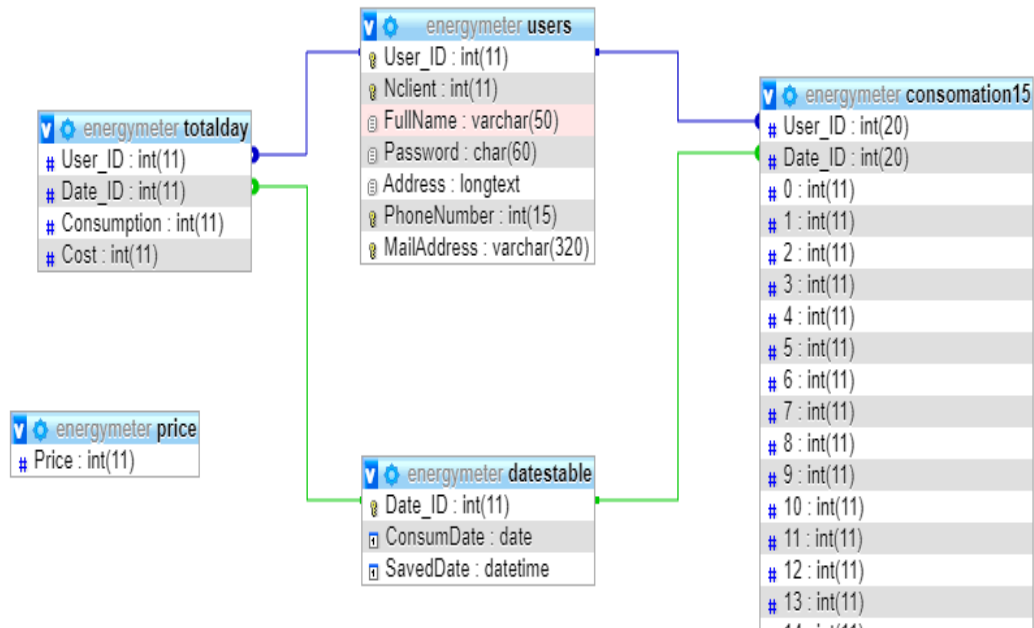 energymeter users
User_ID : int(11)
Nclient : int(11)
FullName : varchar(50)
Password : char(60)
Address : longtext
PhoneNumber : int(15)
MailAddress : varchar(320)
energymeter totalday
User_ID : int(11)
Date_ID : int(11)
Consumption : int(11)
Cost : int(11)
energymeter consomation15
User_ID : int(20)
Date_ID : int(20)
0 : int(11)
1 : int(11)
2 : int(11)
3 : int(11)
4 : int(11)
5 : int(11)
6 : int(11)
7 : int(11)
8 : int(11)
9 : int(11)
10 : int(11)
11 : int(11)
12 : int(11)
13 : int(11)
energymeter price
Price : int(11)
energymeter datestable
Date_ID : int(11)
ConsumDate : date
SavedDate : datetime